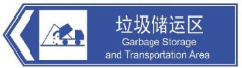 垃圾储运区
Garbage Storage
and Transportation Area